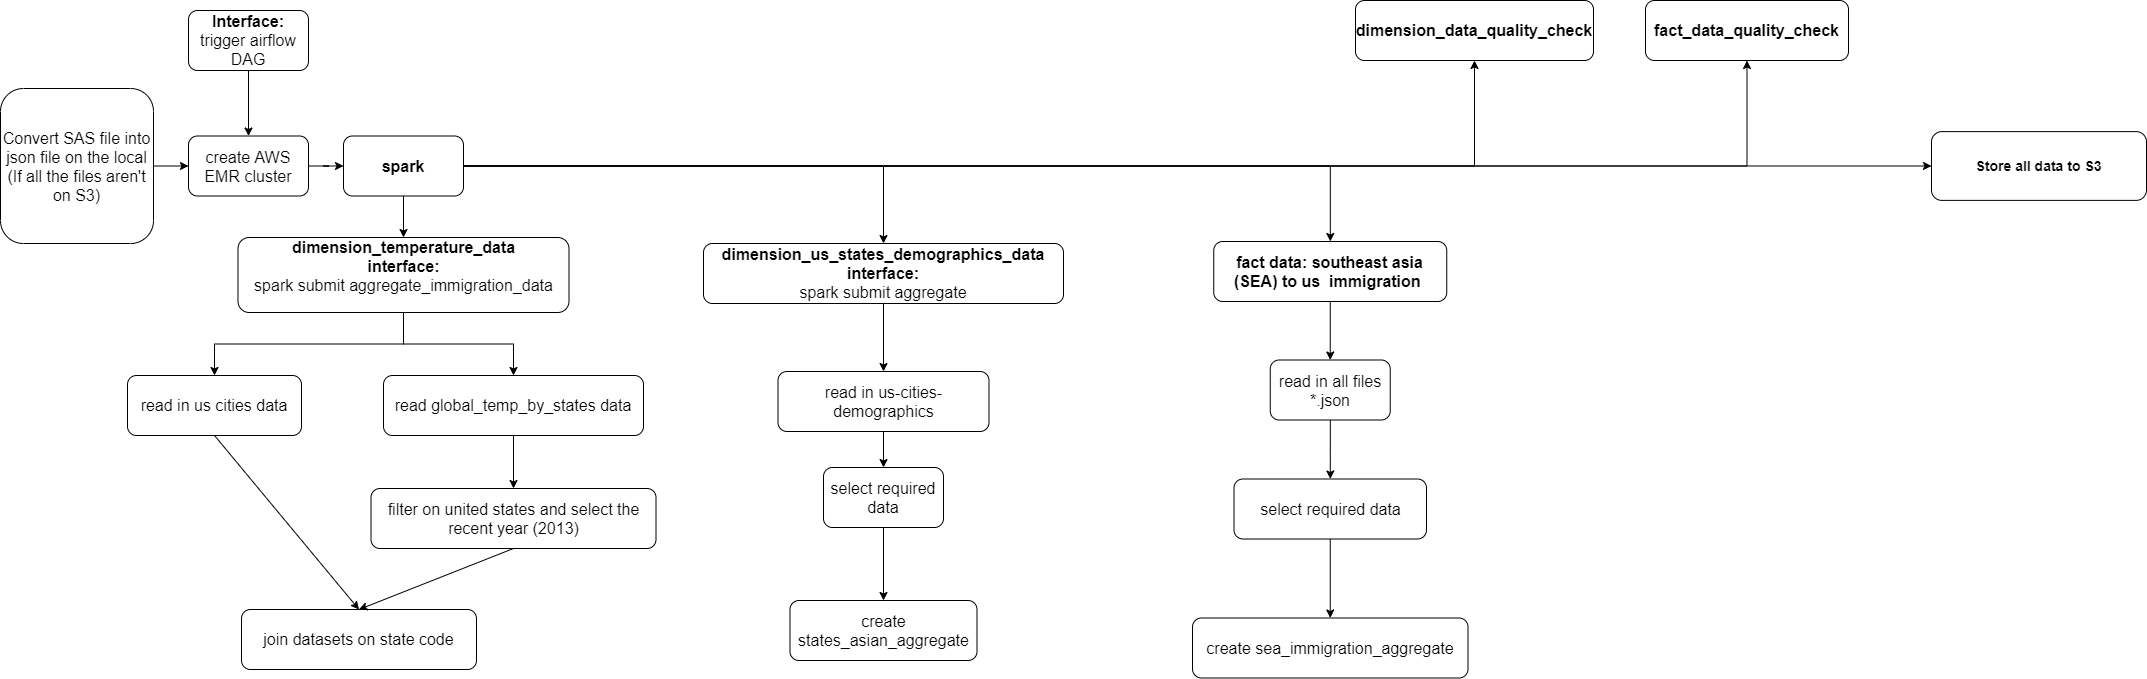 Interface:
trigger airflow
DAG
dimension_data_quality_check
fact_data_quality_check
Convert SAS file into
json file on the local
(If all the files aren't
on S3)
create AWS
EMR cluster
spark
Store all data to S3
dimension_temperature_data
interface:
spark submit aggregate_immigration_data
dimension_us_states_demographics_data
interface:
spark submit aggregate
fact data: southeast asia
(SEA) to us  immigration
read in us cities data
read global_temp_by_states data
read in us-cities-
demographics
read in all files
*.json
filter on united states and select the
recent year (2013)
select required
data
select required data
join datasets on state code
create
states_asian_aggregate
create sea_immigration_aggregate